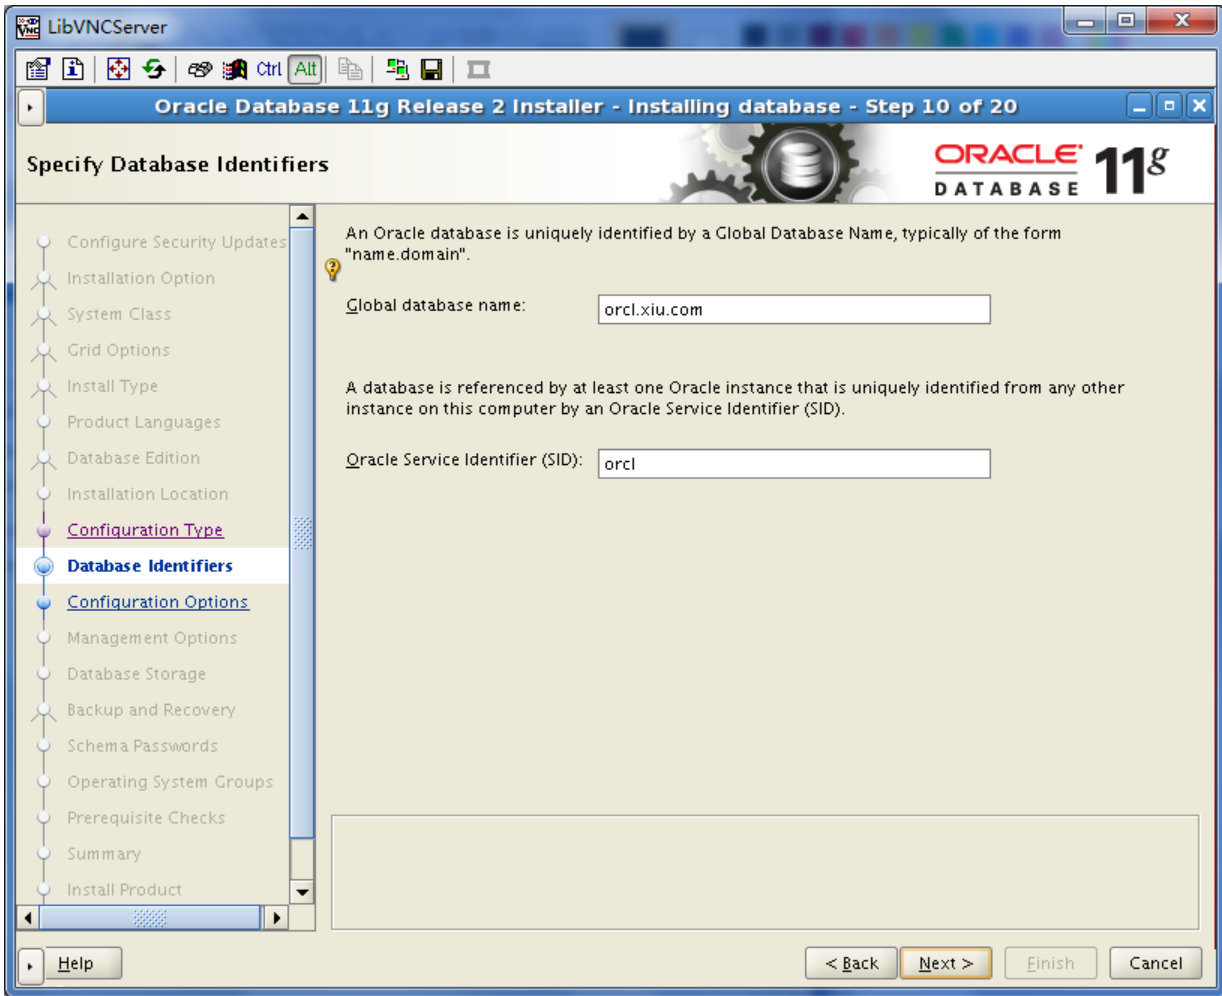 LibVNCServer
Ctrl Alt
Oracle Database 11g Release 2 Installer - Installing database - Step 10 of 20
Specify Database Identifiers
ORACLE
DATABASE
11g
Configure Security Updates
Installation Option
System Class
Grid Options
Install Type
Product Languages
Database Edition
Installation Location
Configuration Type
Database Identifiers
Configuration Options
Management Options
Database Storage
Backup and Recovery
Schema Passwords
Operating System Groups
Prerequisite Checks
Summary
Install Product
An Oracle database is uniquely identified by a Global Database Name, typically of the form
"name.domain".
Global database name: orcl.xiu.com
A database is referenced by at least one Oracle instance that is uniquely identified from any other
instance on this computer by an Oracle Service Identifier (SID).
Oracle Service Identifier (SID): orcl
Help < Back Next > Finish Cancel